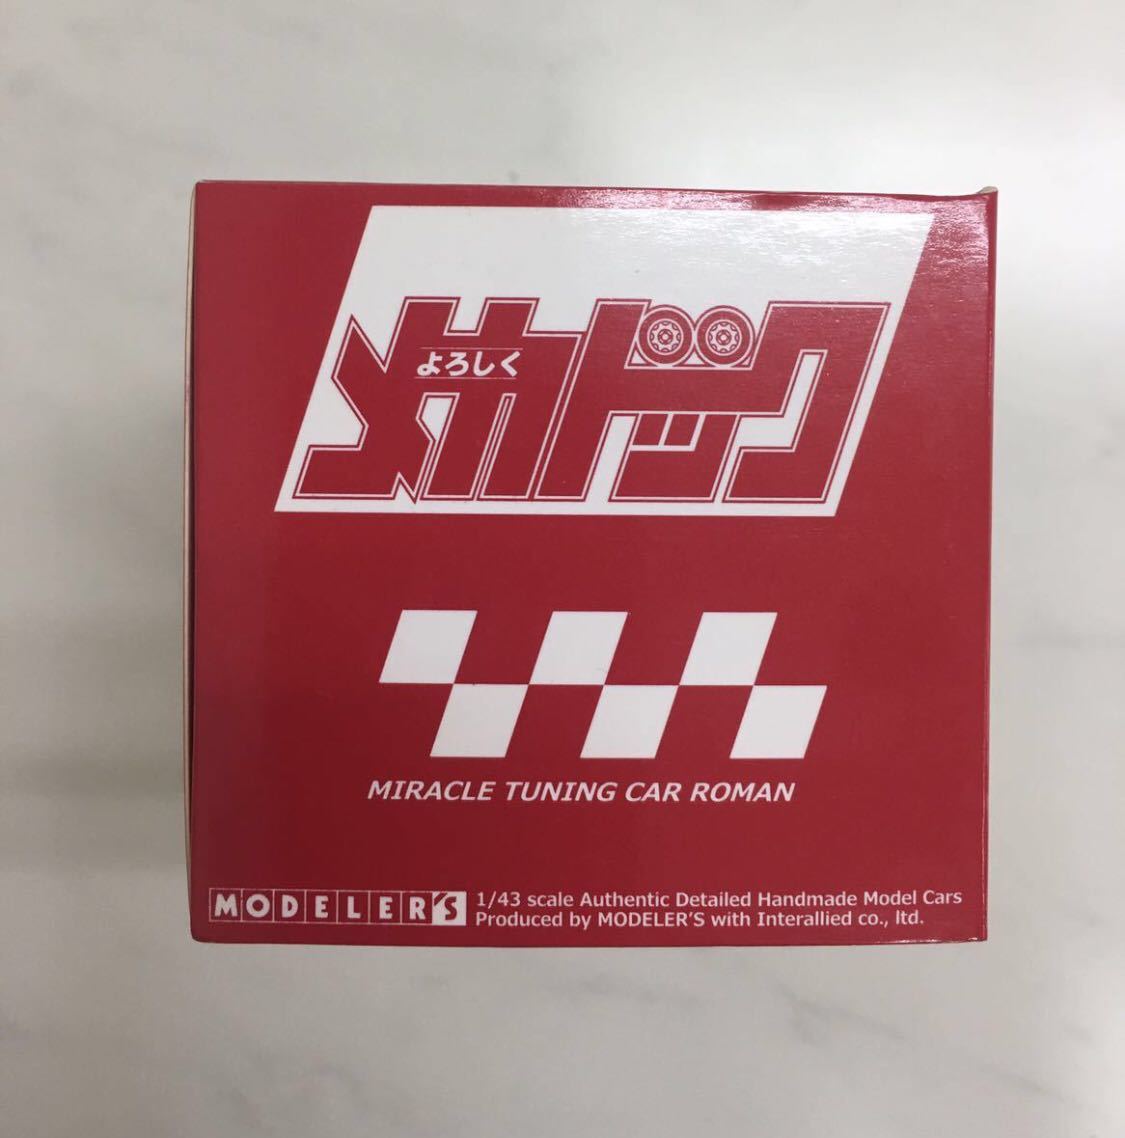 よろしく
メカドック
MIRACLE TUNING CAR ROMAN
MODELER'S
1/43 scale Authentic Detailed Handmade Model Cars
Produced by MODELER'S with Interallied co., ltd.